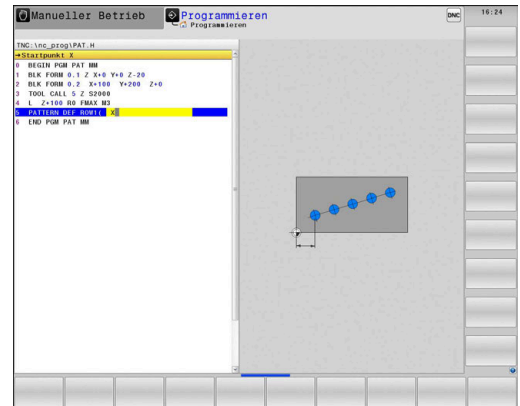 Manueller Betrieb
Programmieren
Programmieren
DNC
16:24
TNC:\nc_prog\PAT.H
→Startpunkt X
0 BEGIN PGM PAT MM
1 BLK FORM 0.1 Z X+0 Y+0 Z-20
2 BLK FORM 0.2 X+100 Y+200 Z+0
3 TOOL CALL 5 Z S2000
4 L Z+100 R0 FMAX M3
5 PATTERN DEF ROW1( X
6 END PGM PAT MM